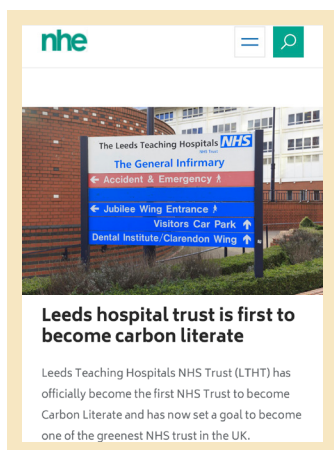 nhe
The Leeds Teaching Hospitals NHS
NHS Trust
The General Infirmary
← Accident & Emergency
← Jubilee Wing Entrance
Visitors Car Park ↑
Dental Institute/Clarendon Wing ↑
Leeds hospital trust is first to
become carbon literate
Leeds Teaching Hospitals NHS Trust (LTHT) has
officially become the first NHS Trust to become
Carbon Literate and has now set a goal to become
one of the greenest NHS trust in the UK.